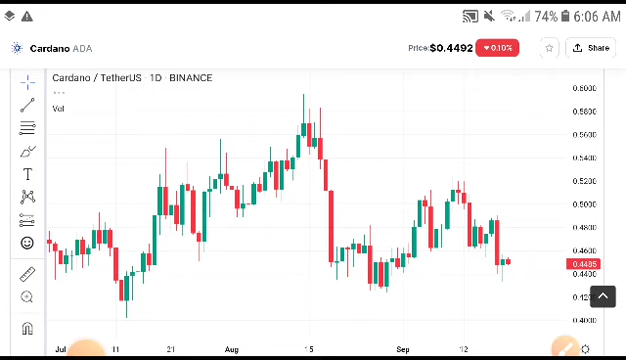 74% 6:06 AM
Cardano ADA Price: $0.4492 ▾0.10% Share
Cardano / TetherUS · 1D · BINANCE
...
Vol
T
0.6000
0.5800
0.5600
0.5400
0.5200
0.5000
0.4800
0.4600
0.4485
0.4400
0.4000
Jul 11 21 Aug 15 Sep 12